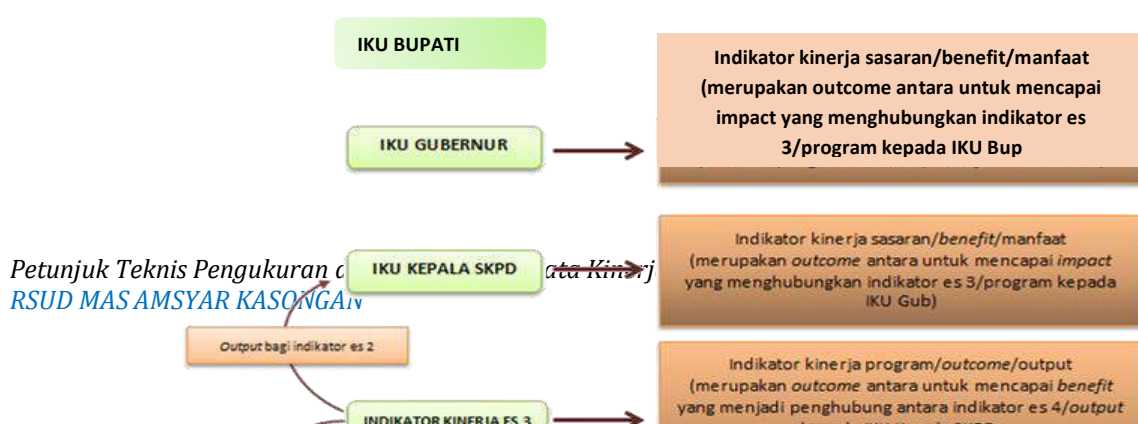 IKU BUPATI
Indikator kinerja sasaran/benefit/manfaat
(merupakan outcome antara untuk mencapai
impact yang menghubungkan indikator es
3/program kepada IKU Bup
IKU GUBERNUR
Indikator kinerja sasaran/benefit/manfaat
(merupakan outcome antara untuk mencapai impact
yang menghubungkan indikator es 3/program kepada
IKU Gub)
IKU KEPALA SKPD
Petunjuk Teknis Pengukuran ata Kinerj
RSUD MAS AMSYAR KASONGAN
Output bagi indikator es 2
Indikator kinerja program/outcome/output
(merupakan outcome antara untuk mencapai benefit
yang menjadi penghubung antara indikator es 4/output
INDIKATOR KINERJA ES 3